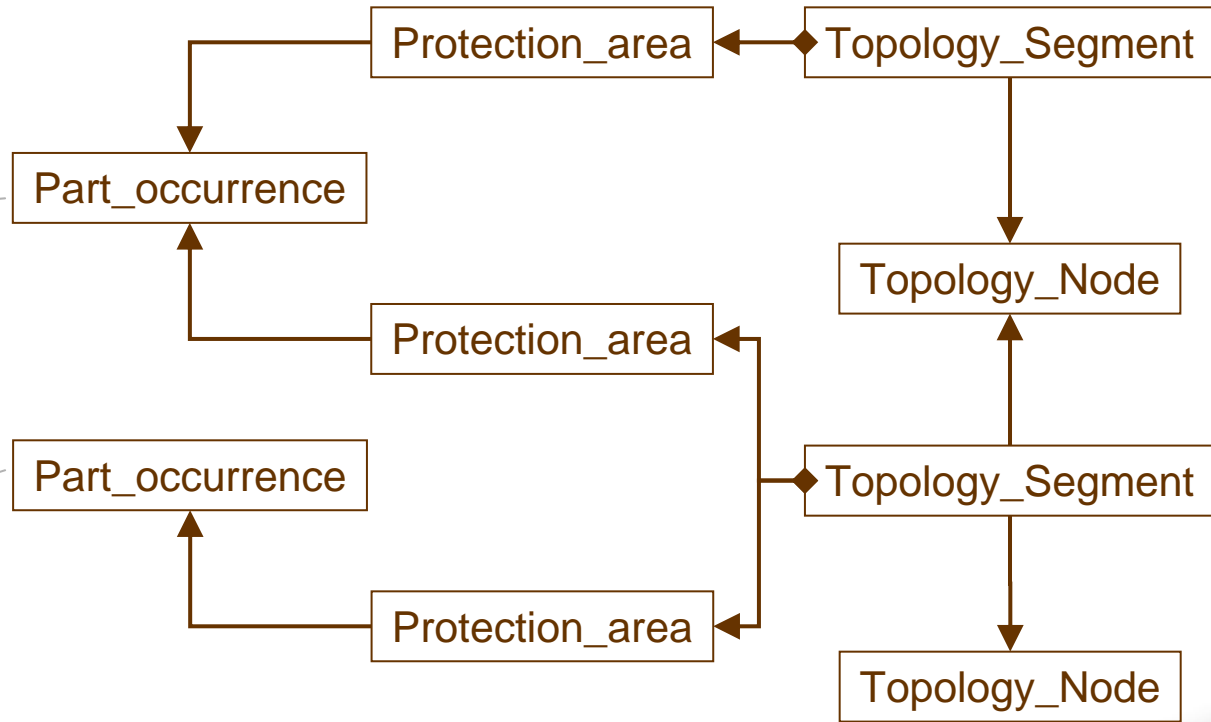 Protection_area
Topology_Segment
Part_occurrence
Topology_Node
Protection_area
Part_occurrence
Topology_Segment
Protection_area
Topology_Node